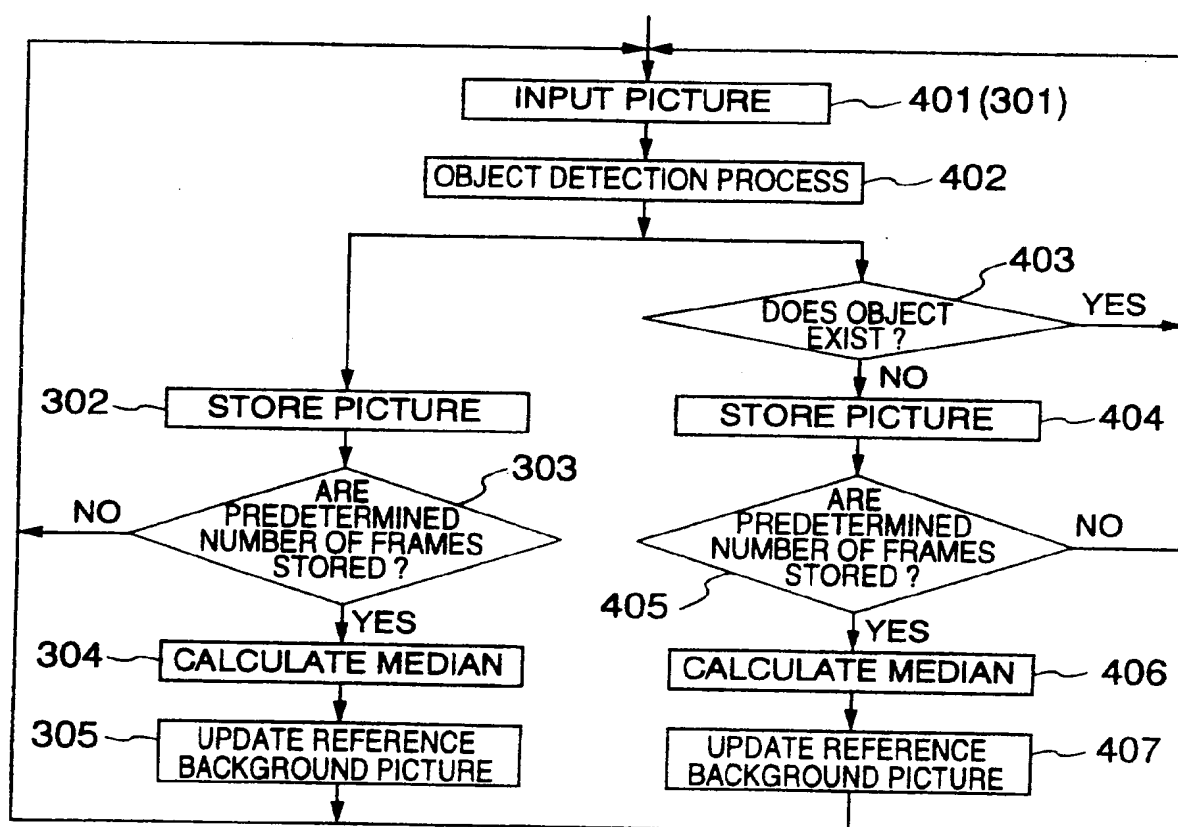 INPUT PICTURE
401(301)
OBJECT DETECTION PROCESS
402
403
DOES OBJECT
EXIST ?
YES
NO
302
STORE PICTURE
STORE PICTURE
404
303
ARE
PREDETERMINED
NUMBER OF FRAMES
STORED ?
NO
YES
ARE
PREDETERMINED
NUMBER OF FRAMES
STORED ?
NO
405
YES
304
CALCULATE MEDIAN
CALCULATE MEDIAN
406
305
UPDATE REFERENCE
BACKGROUND PICTURE
UPDATE REFERENCE
BACKGROUND PICTURE
407